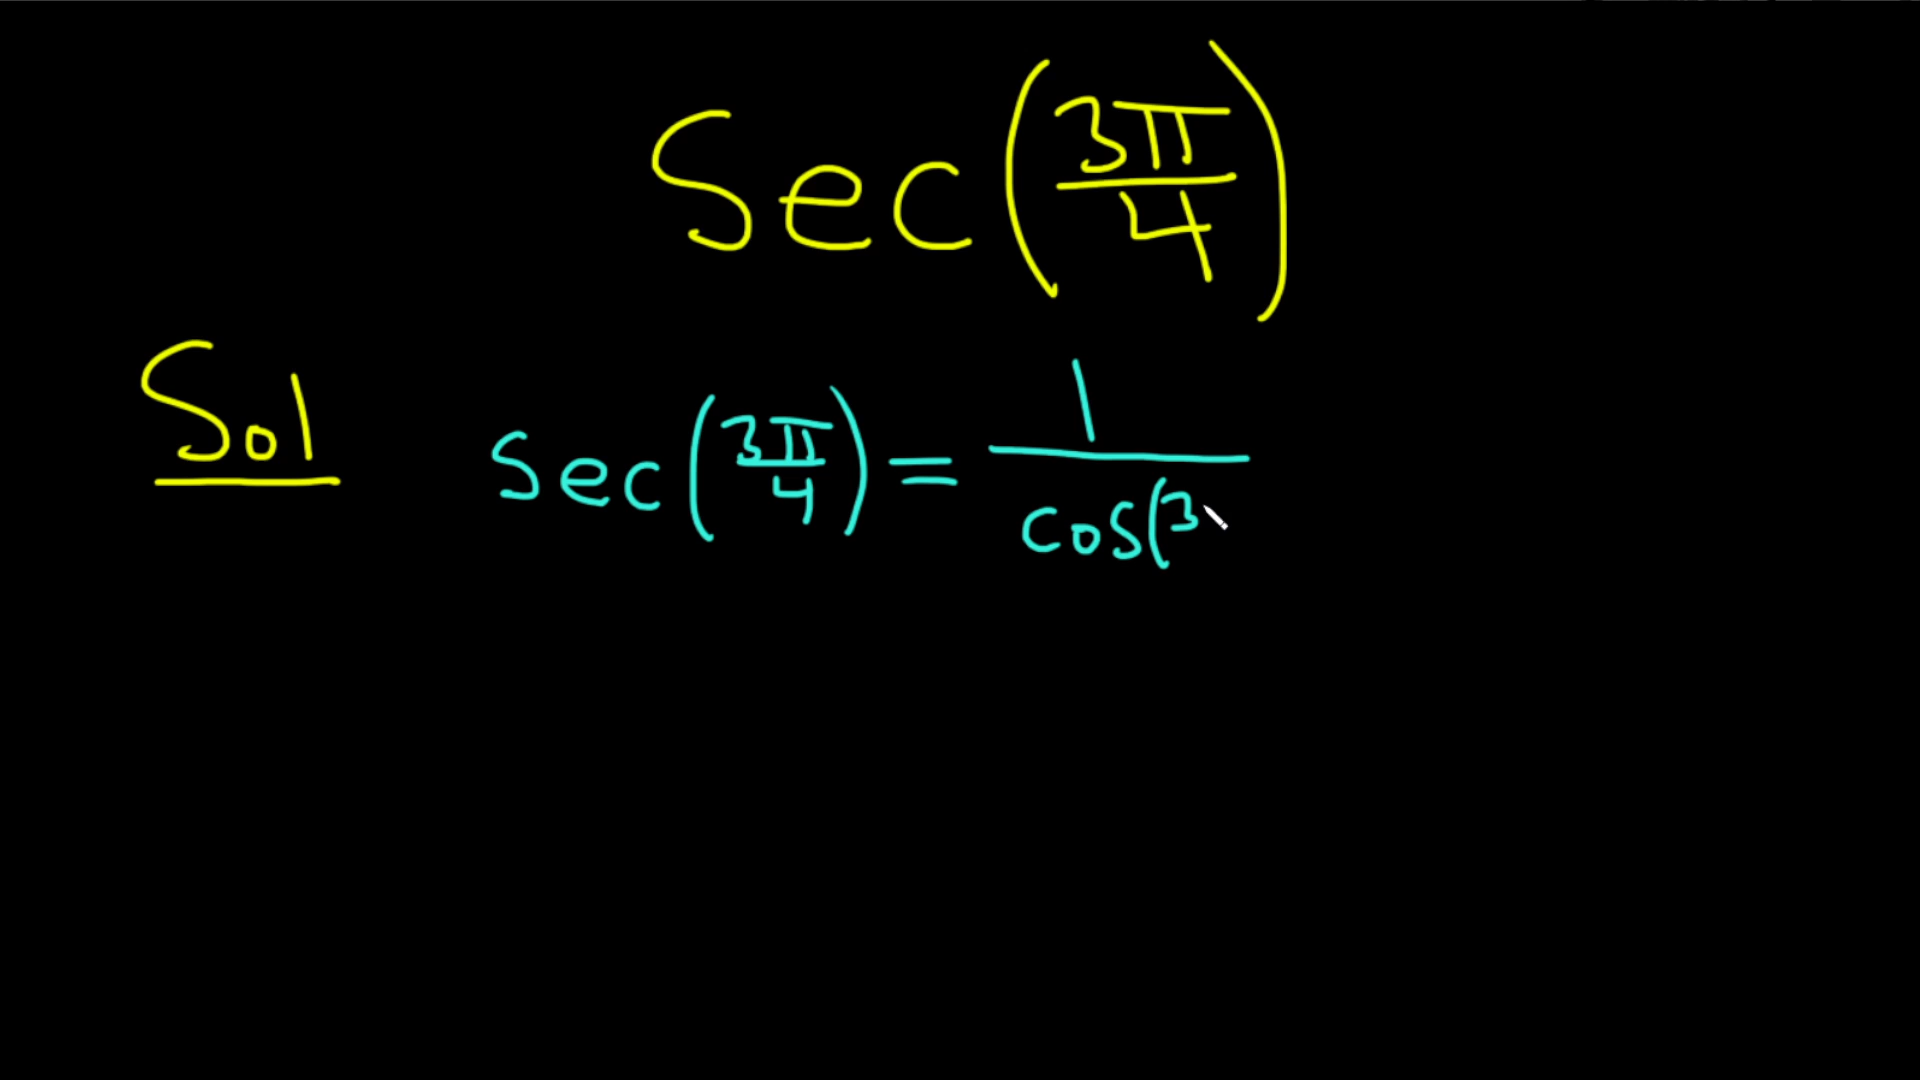 Sec(3π/4)
Sol sec(3π/4) = 1/cos(3